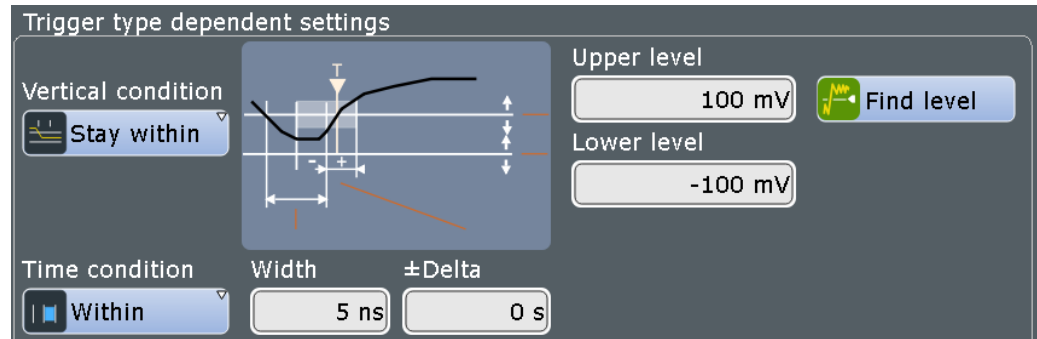 Trigger type dependent settings
Vertical condition
Stay within
T
- +
Upper level
100 mV
Find level
Lower level
-100 mV
Time condition
Within
Width
5 ns
±Delta
0 s